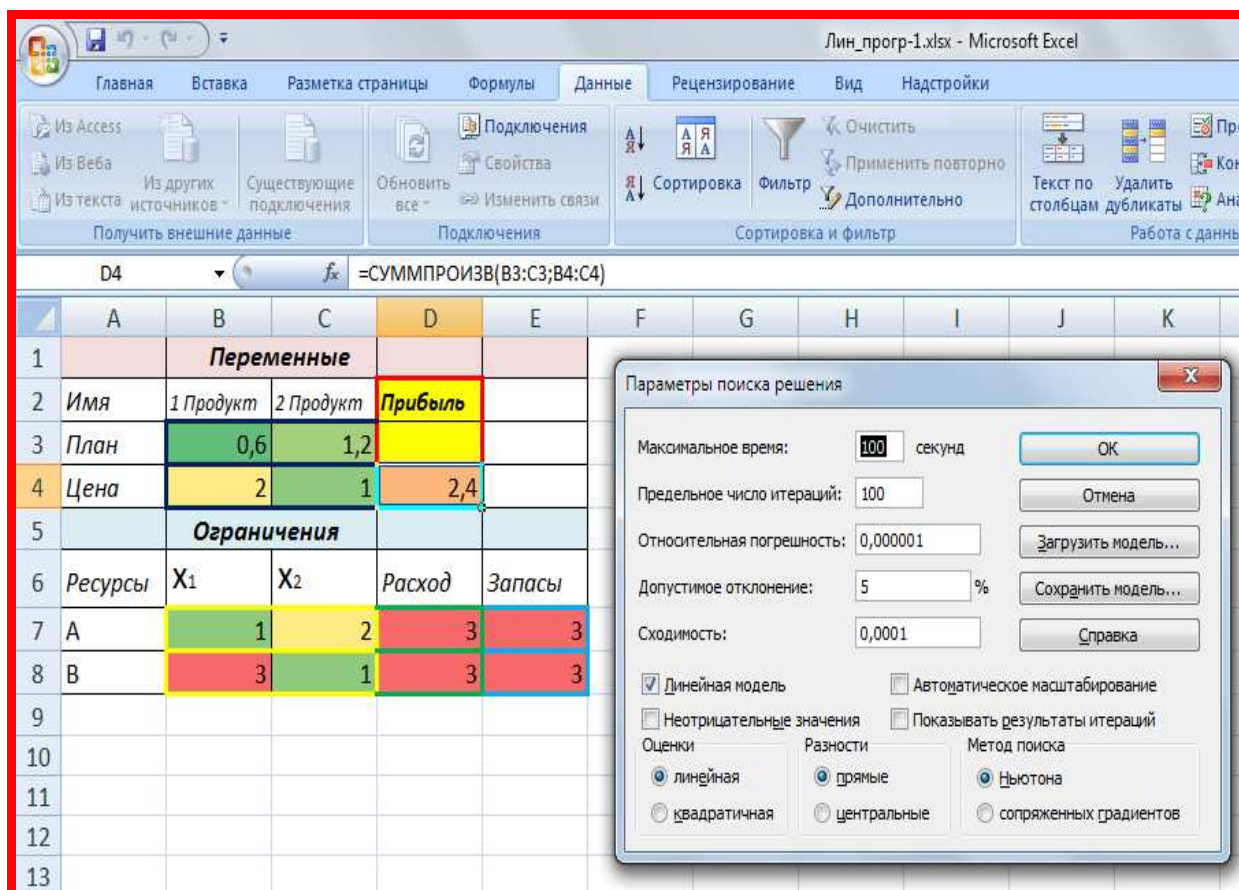 Лин_прогр-1.xlsx - Microsoft Excel
Главная Вставка Разметка страницы Формулы Данные Рецензирование Вид Надстройки
Из Access
Из Веба
Из текста
Из других источников
Существующие подключения
Получить внешние данные
Обновить все
Подключения
Свойства
Изменить связи
Подключения
Сортировка
Фильтр
Очистить
Применить повторно
Дополнительно
Сортировка и фильтр
Текст по столбцам
Удалить дубликаты
Работа с
D4 fx =СУММПРОИЗВ(B3:C3;B4:C4)
A B C D E F G H I J K
1 Переменные
2 Имя 1 Продукт 2 Продукт Прибыль
3 План 0,6 1,2
4 Цена 2 1 2,4
5 Ограничения
6 Ресурсы X1 X2 Расход Запасы
7 A 1 2 3 3
8 B 3 1 3 3
9
10
11
12
13
Параметры поиска решения
Максимальное время: 100 секунд
OK
Предельное число итераций: 100
Отмена
Относительная погрешность: 0,000001
Загрузить модель...
Допустимое отклонение: 5 %
Сохранить модель...
Сходимость: 0,0001
Справка
Линейная модель
Автоматическое масштабирование
Неотрицательные значения
Показывать результаты итераций
Оценки
линейная
квадратичная
Разности
прямые
центральные
Метод поиска
Ньютона
сопряженных градиентов